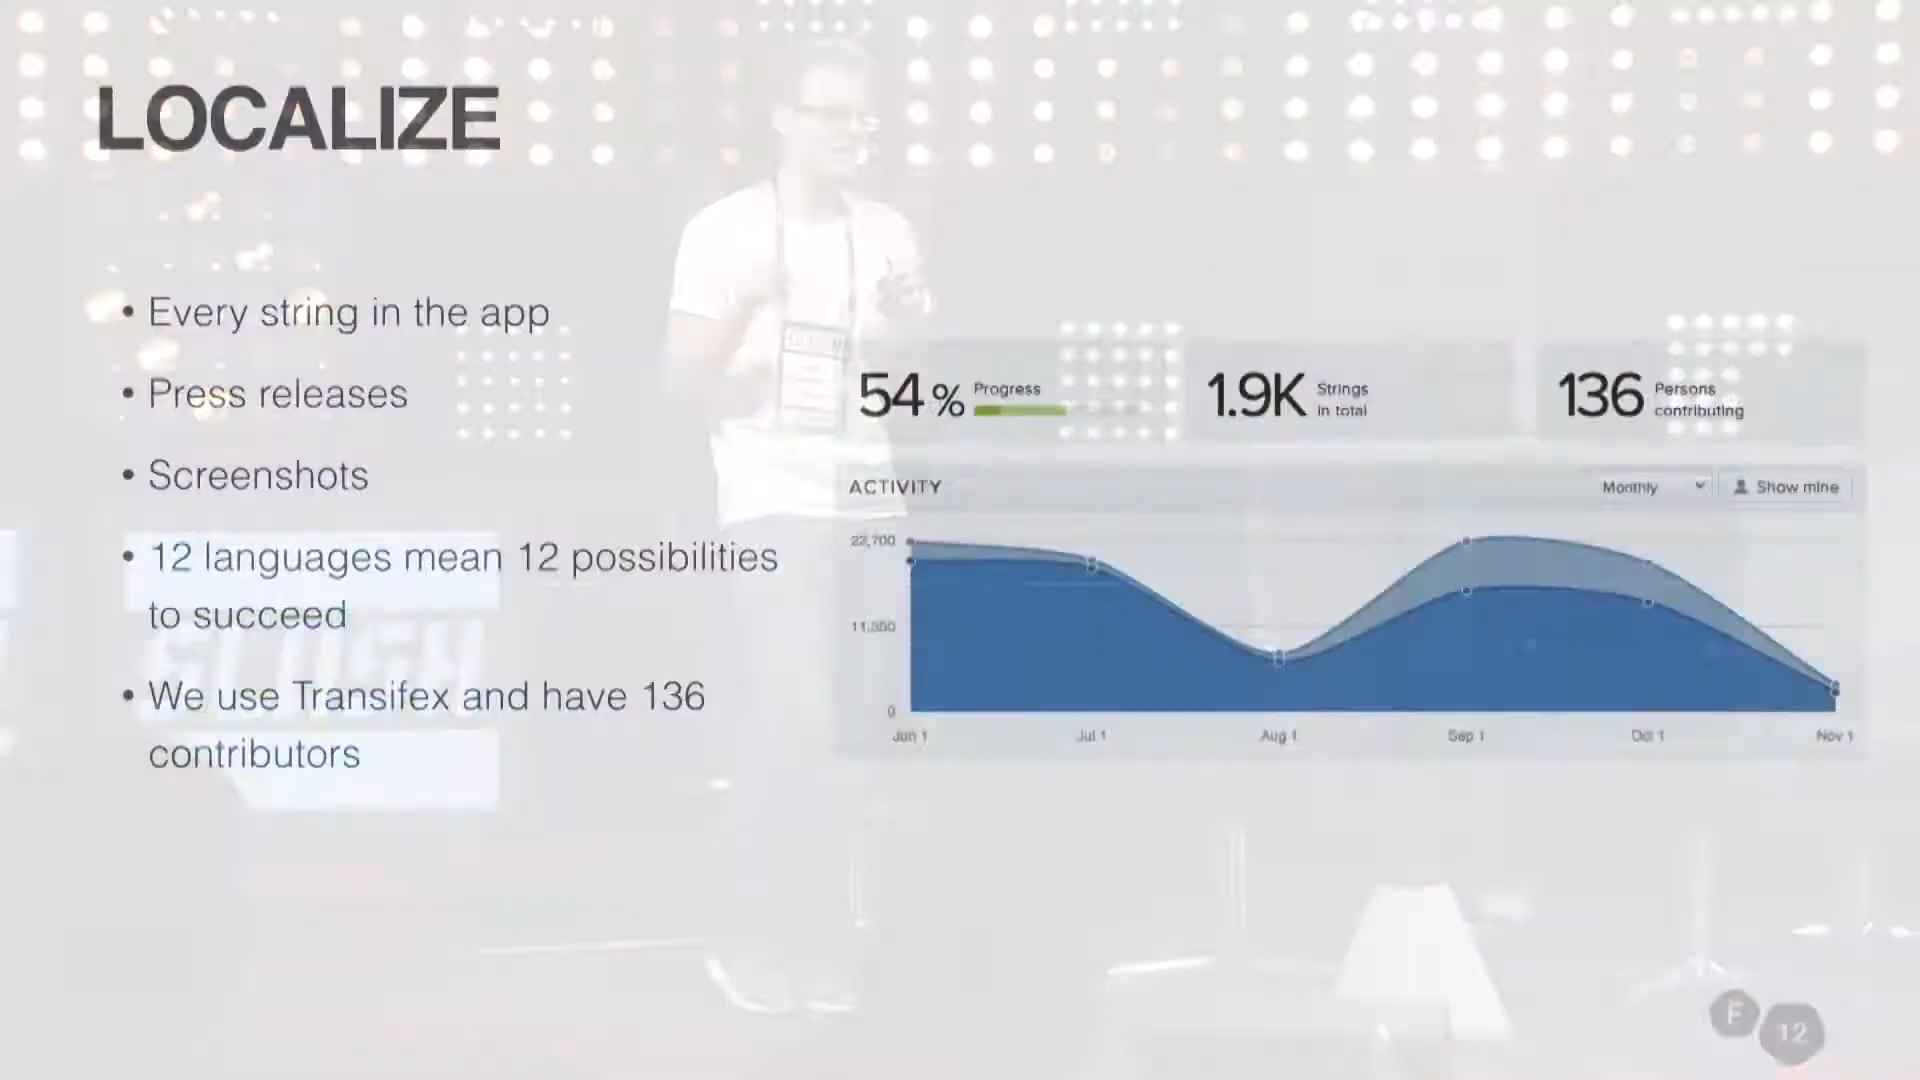 LOCALIZE
• Every string in the app
• Press releases
• Screenshots
• 12 languages mean 12 possibilities
to succeed
• We use Transifex and have 136
contributors
54% Progress
1.9K Strings
in total
136 Persons
contributing
ACTIVITY
Monthly
Show mine
22,700
11,350
0
Jun 1
Jul 1
Aug 1
Sep 1
Oct 1
Nov 1
F
12